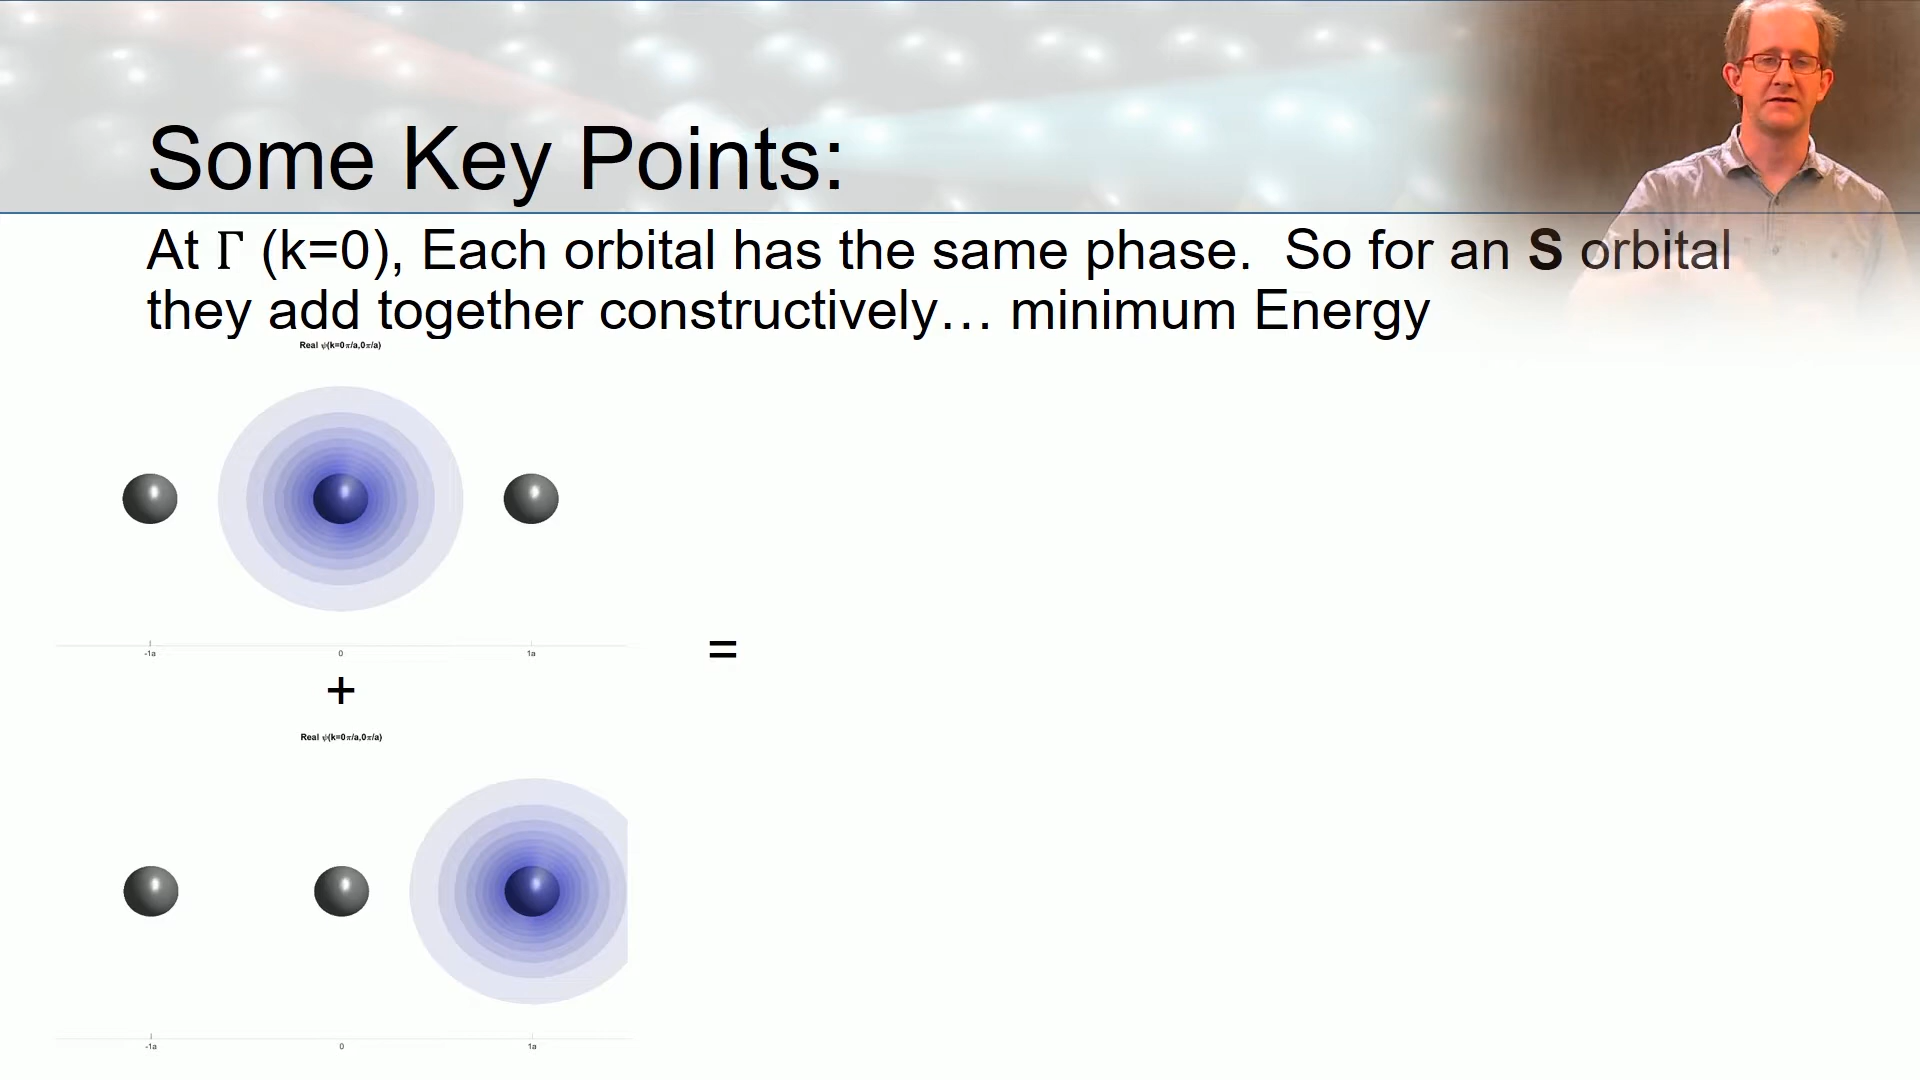 Some Key Points:
At Γ (k=0), Each orbital has the same phase.  So for an S orbital
they add together constructively… minimum Energy
Real ψ(k=0π/a,0π/a)
-1a 0 1a
+
=
Real ψ(k=0π/a,0π/a)
-1a 0 1a